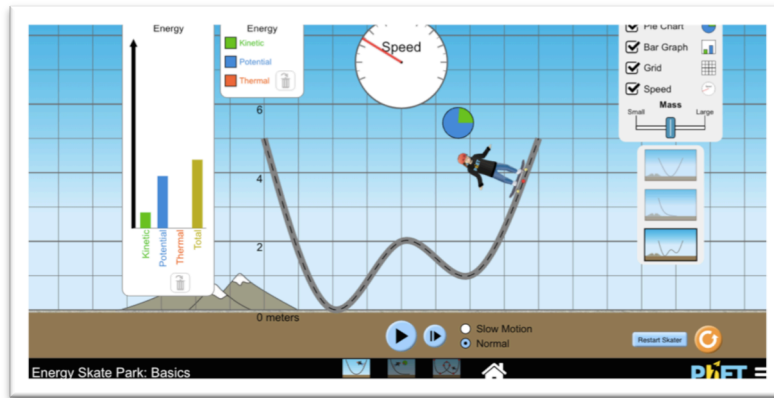 Energy
Kinetic
Potential
Thermal
Total
Energy
Kinetic
Potential
Thermal
Speed
6
4
2
0 meters
Pie Chart
Bar Graph
Grid
Speed
Mass
Small
Large
Slow Motion
Normal
Restart Skater
Energy Skate Park: Basics
PhET